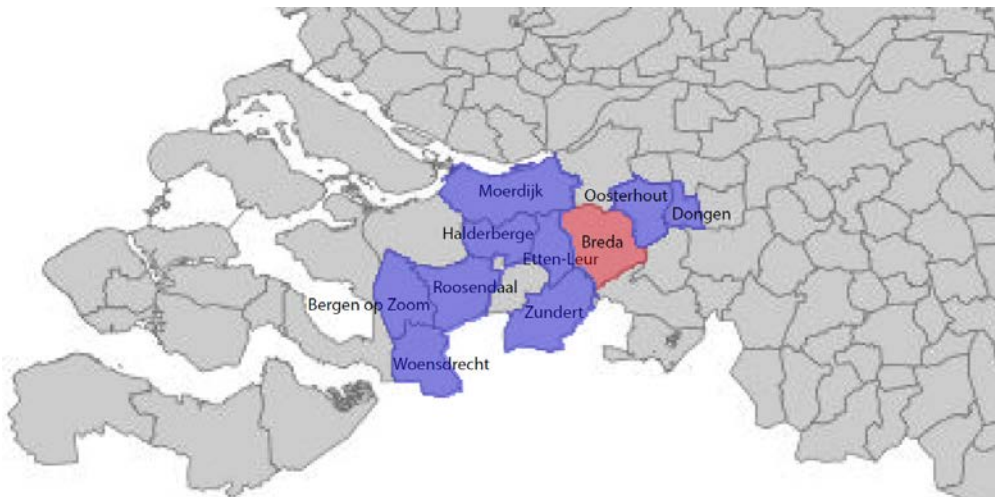 Moerdijk
Oosterhout
Dongen
Halderberge
Breda
Etten-Leur
Roosendaal
Bergen op Zoom
Zundert
Woensdrecht